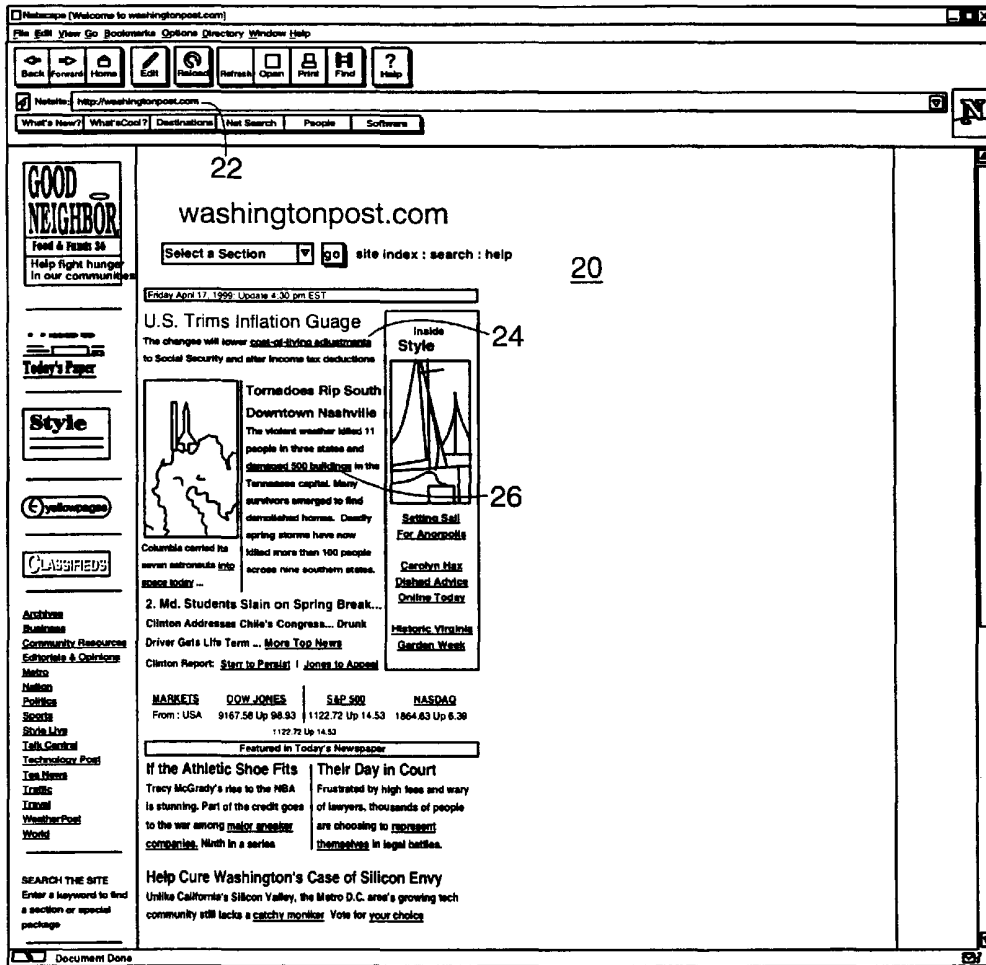 Netscape [Welcome to washingtonpost.com]
File Edit View Go Bookmarks Options Directory Window Help
Back Forward Home Edit Reload Refresh Open Print Find Help
Netsite: http://washingtonpost.com
N
What's New? What'sCool? Destinations Net Search People Software
22
GOOD
NEIGHBOR
Food & Funds 36
Help fight hunger
In our communities
Today's Paper
Style
yellowpages
CLASSIFIEDS
Archives
Business
Community Resources
Editorials & Opinions
Metro
Nation
Politics
Sports
Style Live
Talk Central
Technology Post
Traffic
Travel
WeatherPost
World
SEARCH THE SITE
Enter a keyword to find
a section or special
package
washingtonpost.com
Select a Section go site index : search : help
20
Friday April 17, 1999: Update 4:30 pm EST
U.S. Trims Inflation Guage
The changes will lower cost-of-living adjustments
to Social Security and alter income tax deductions
24
Tornadoes Rip South
Downtown Nashville
The violent weather killed 11
people in three states and
damaged 500 buildings in the
Tennessee capital. Many
survivors emerged to find
demolished homes. Deadly
spring storms have now
killed more than 100 people
across nine southern states.
26
Columbia carried its
seven astronauts into
space today ...
2. Md. Students Slain on Spring Break...
Clinton Addresses Chile's Congress... Drunk
Driver Gets Life Term ... More Top News
Clinton Report: Starr to Persist | Jones to Appeal
Inside
Style
Setting Sail
For Anorpolis
Carolyn Hax
Dished Advice
Online Today
Historic Virginia
Garden Week
MARKETS DOW JONES S&P 500 NASDAQ
From : USA 9167.58 Up 98.93 1122.72 Up 14.53 1864.63 Up 6.39
1122.72 Up 14.53
Featured in Today's Newspaper
If the Athletic Shoe Fits
Tracy McGrady's rise to the NBA
is stunning. Part of the credit goes
to the war among major sneaker
companies. Ninth in a series
Their Day in Court
Frustrated by high fees and wary
of lawyers, thousands of people
are choosing to represent
themselves in legal battles.
Help Cure Washington's Case of Silicon Envy
Unlike California's Silicon Valley, the Metro D.C. area's growing tech
community still lacks a catchy moniker Vote for your choice
Document Done